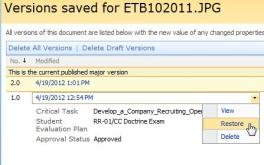 Versions saved for ETB102011.JPG
All versions of this document are listed below with the new value of any changed properties
Delete All Versions | Delete Draft Versions
No. ↓ Modified
This is the current published major version
2.0 4/19/2012 1:01 PM
1.0 4/19/2012 12:54 PM
Critical Task Develop_a_Company_Recruiting_Oper
View
Student Evaluation Plan RR-01/CC Doctrine Exam
Restore
Approval Status Approved
Delete